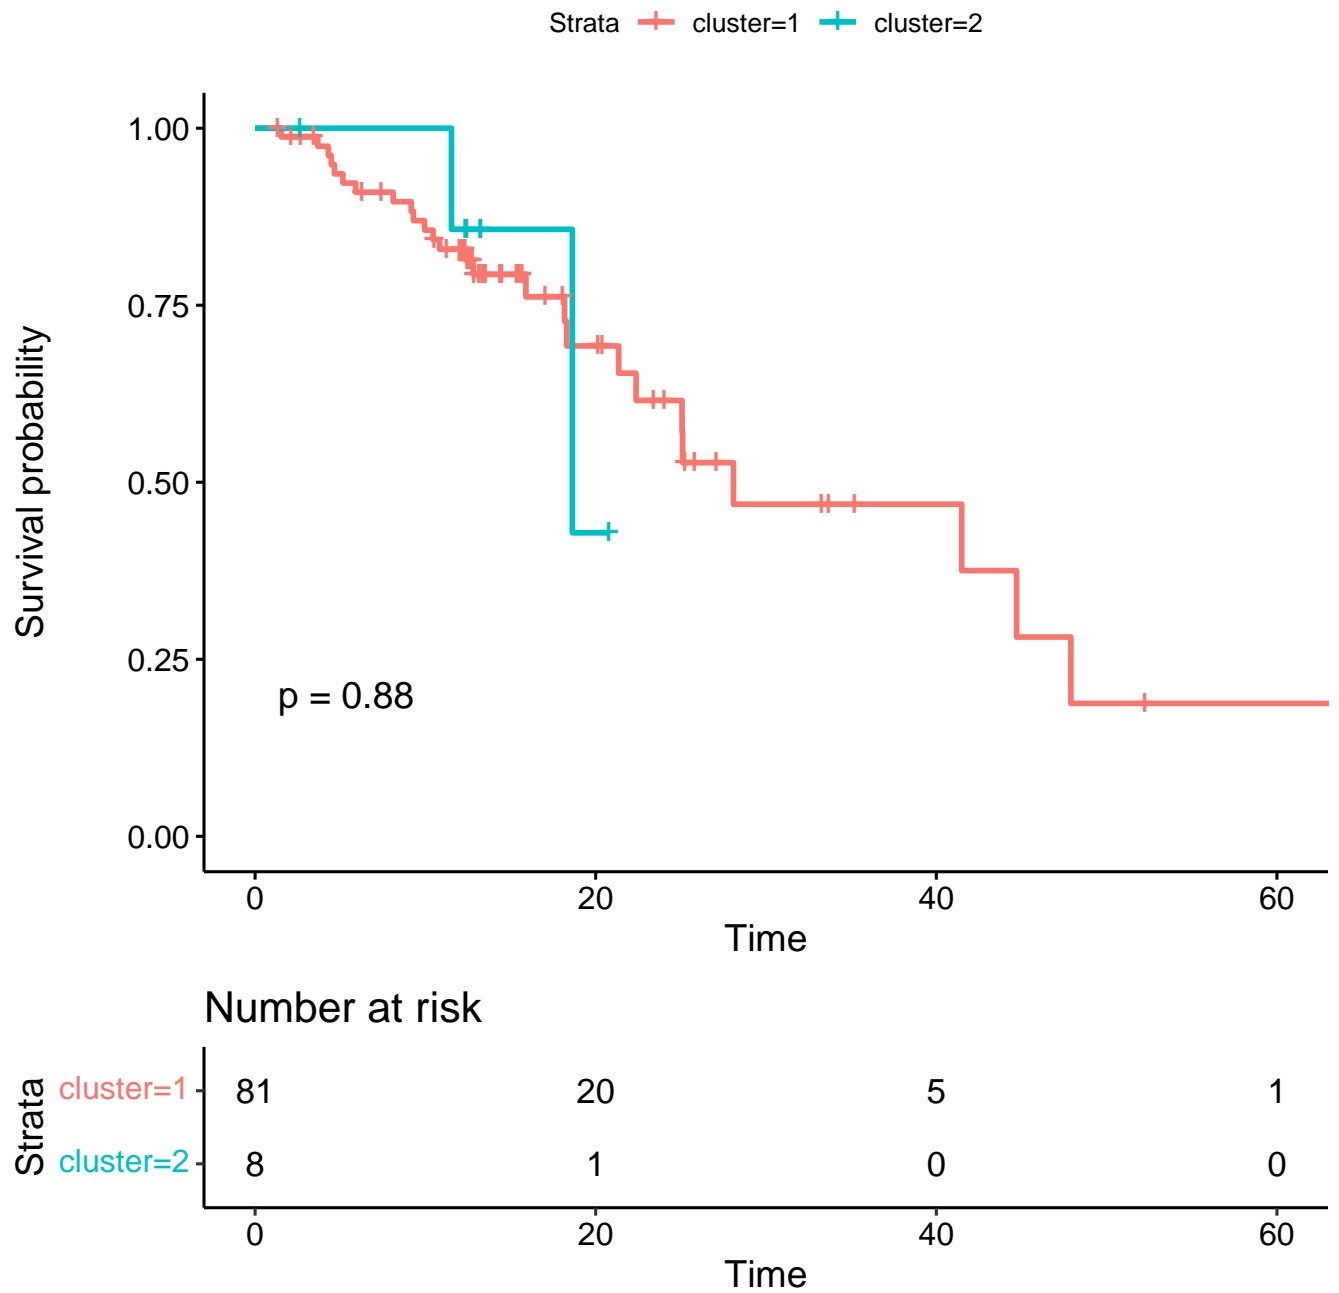 Strata cluster=1 cluster=2
1.00
0.75
0.50
0.25
0.00
Survival probability
p = 0.88
0 20 40 60
Time
Number at risk
Strata
cluster=1 81 20 5 1
cluster=2 8 1 0 0
0 20 40 60
Time